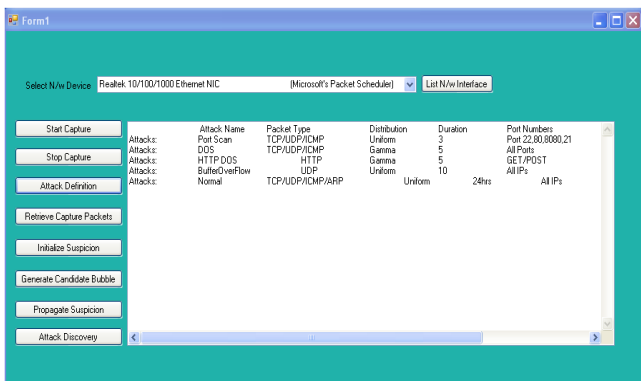 Form1
Select N/w Device Realtek 10/100/1000 Ethernet NIC (Microsoft's Packet Scheduler) List N/w Interface
Start Capture
Stop Capture
Attack Definition
Retrieve Capture Packets
Initialize Suspicion
Generate Candidate Bubble
Propagate Suspicion
Attack Discovery
Attack Name Packet Type Distribution Duration Port Numbers
Attacks: Port Scan TCP/UDP/ICMP Uniform 3 Port 22,80,8080,21
Attacks: DOS TCP/UDP/ICMP Gamma 5 All Ports
Attacks: HTTP DOS HTTP Gamma 5 GET/POST
Attacks: BufferOverFlow UDP Uniform 10 All IPs
Attacks: Normal TCP/UDP/ICMP/ARP Uniform 24hrs All IPs